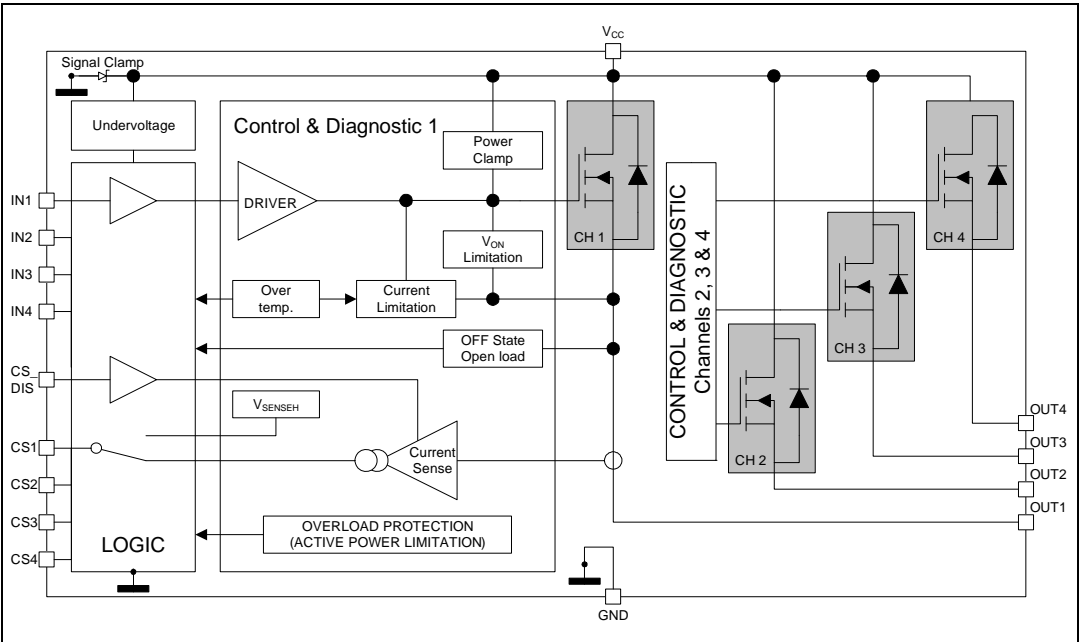 VCC
Signal Clamp
Undervoltage
Control & Diagnostic 1
Power
Clamp
DRIVER
IN1
IN2
IN3
IN4
VON
Limitation
Over
temp.
Current
Limitation
OFF State
Open load
CS_
DIS
VSENSEH
CS1
CS2
CS3
CS4
Current
Sense
OVERLOAD PROTECTION
(ACTIVE POWER LIMITATION)
LOGIC
CH 1
CONTROL & DIAGNOSTIC
Channels 2, 3 & 4
CH 4
CH 3
CH 2
OUT4
OUT3
OUT2
OUT1
GND